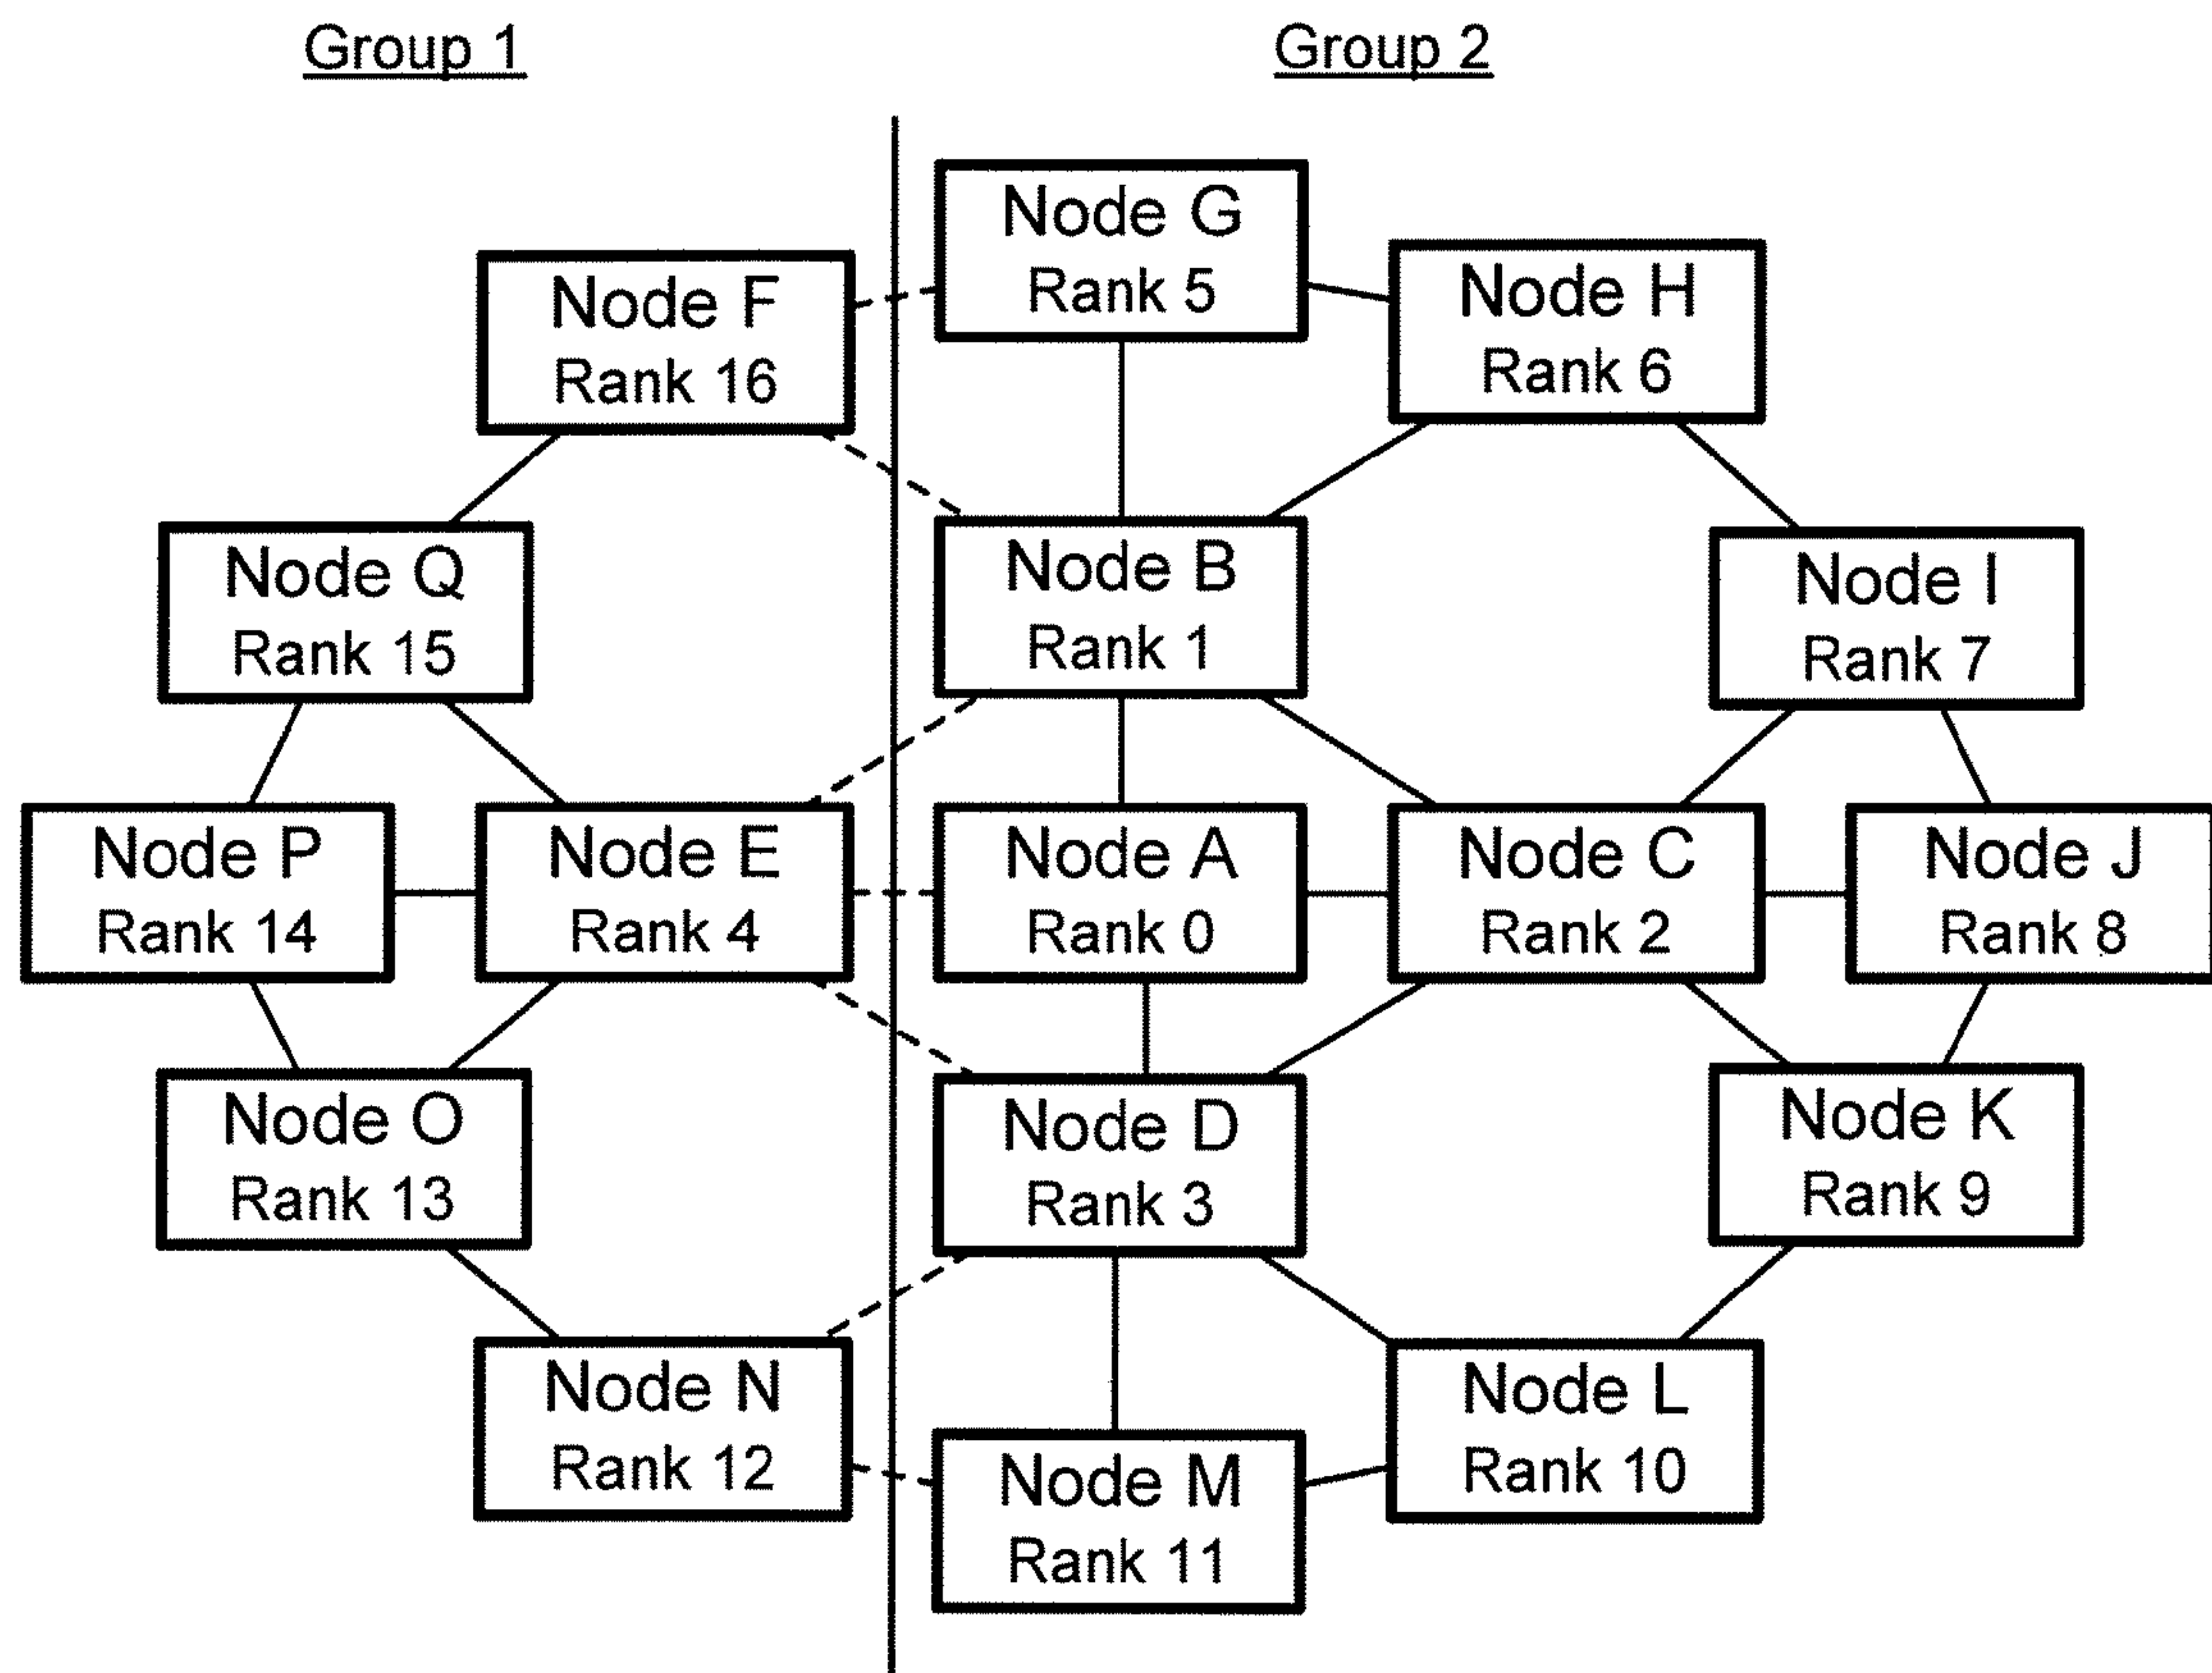 Group 1
Group 2
Node G
Rank 5
Node F
Rank 16
Node H
Rank 6
Node Q
Rank 15
Node B
Rank 1
Node I
Rank 7
Node P
Rank 14
Node E
Rank 4
Node A
Rank 0
Node C
Rank 2
Node J
Rank 8
Node O
Rank 13
Node D
Rank 3
Node K
Rank 9
Node N
Rank 12
Node L
Rank 10
Node M
Rank 11